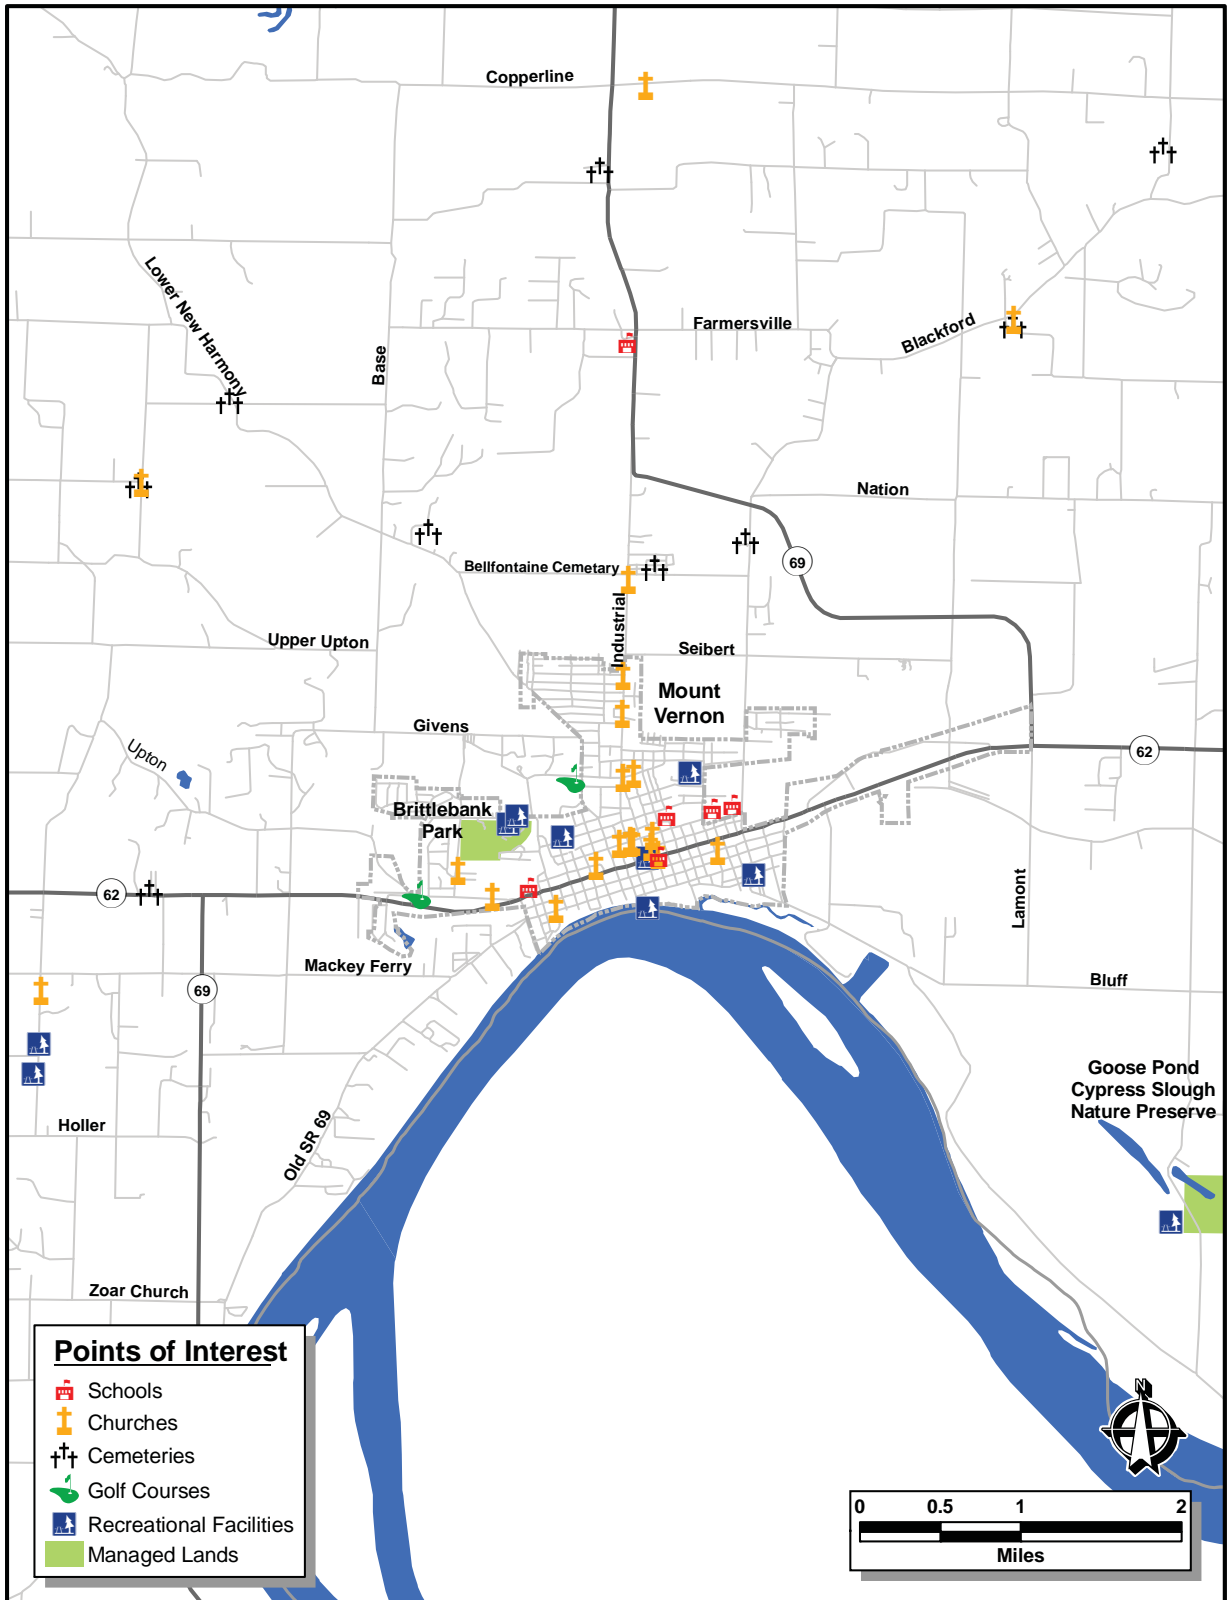 Copperline
Lower New Harmony
Base
Farmersville
Blackford
Nation
69
Bellfontaine Cemetary
Industrial
Upper Upton
Seibert
Mount
Vernon
Givens
Upton
62
Brittlebank
Park
62
Lamont
Mackey Ferry
69
Bluff
Goose Pond
Cypress Slough
Nature Preserve
Holler
Old SR 69
Zoar Church
Points of Interest
Schools
Churches
Cemeteries
Golf Courses
Recreational Facilities
Managed Lands
N
0 0.5 1 2
Miles